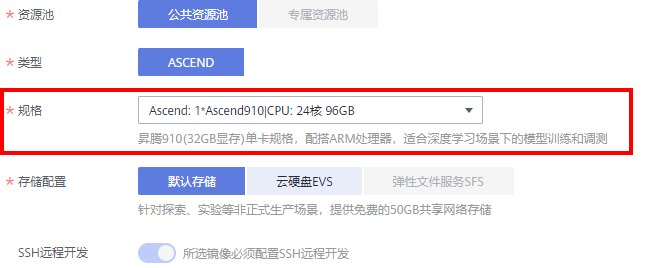 * 资源池 公共资源池 专属资源池
* 类型 ASCEND
* 规格 Ascend: 1*Ascend910|CPU: 24核 96GB
昇腾910(32GB显存)单卡规格，配搭ARM处理器，适合深度学习场景下的模型训练和调测
* 存储配置 默认存储 云硬盘EVS 弹性文件服务SFS
针对探索、实验等非正式生产场景，提供免费的50GB共享网络存储
SSH远程开发 所选镜像必须配置SSH远程开发